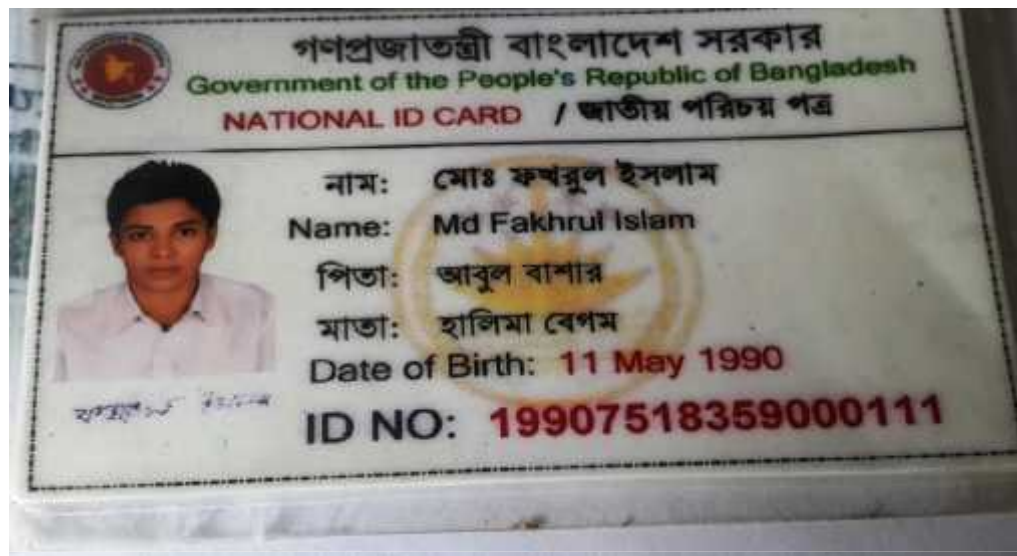 গণপ্রজাতন্ত্রী বাংলাদেশ সরকার
Government of the People's Republic of Bangladesh
NATIONAL ID CARD / জাতীয় পরিচয় পত্র
নাম: মোঃ ফখরুল ইসলাম
Name: Md Fakhrul Islam
পিতা: আবুল বাশার
মাতা: হালিমা বেগম
Date of Birth: 11 May 1990
ID NO: 19907518359000111